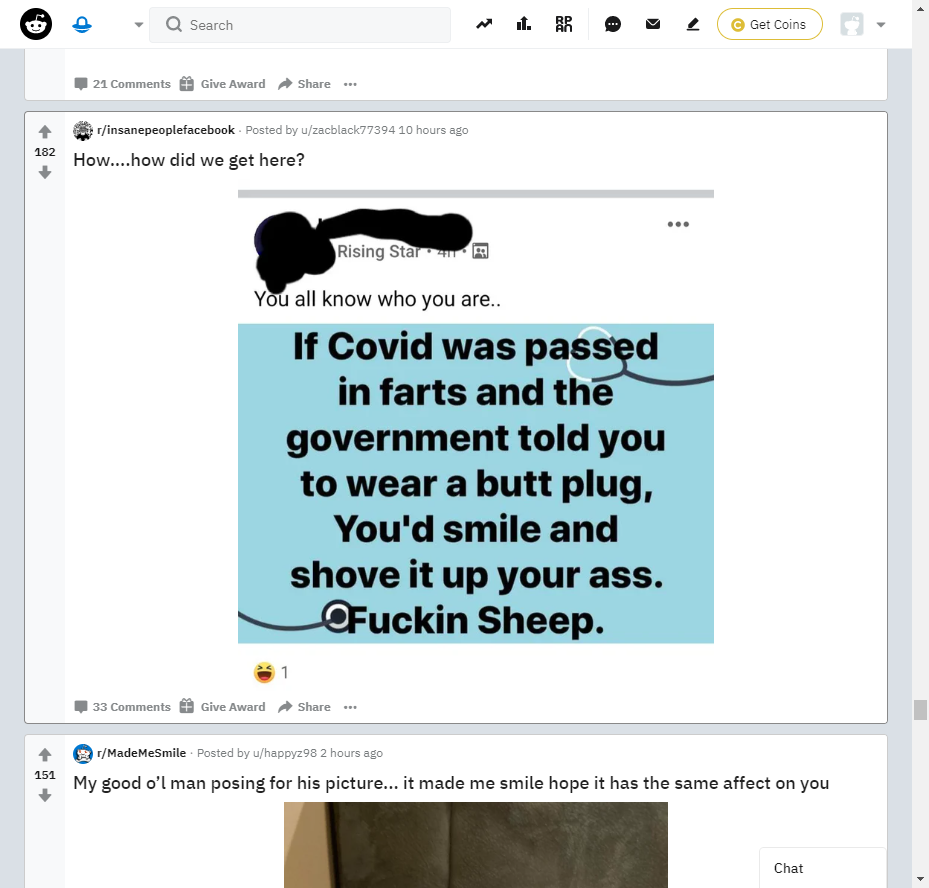 Search
Get Coins
21 Comments Give Award Share
r/insanepeoplefacebook · Posted by u/zacblack77394 10 hours ago
182
How....how did we get here?
Rising Star · 4h ·
You all know who you are..
If Covid was passed
in farts and the
government told you
to wear a butt plug,
You'd smile and
shove it up your ass.
Fuckin Sheep.
1
33 Comments Give Award Share
r/MadeMeSmile · Posted by u/happyz98 2 hours ago
151
My good o’l man posing for his picture... it made me smile hope it has the same affect on you
Chat